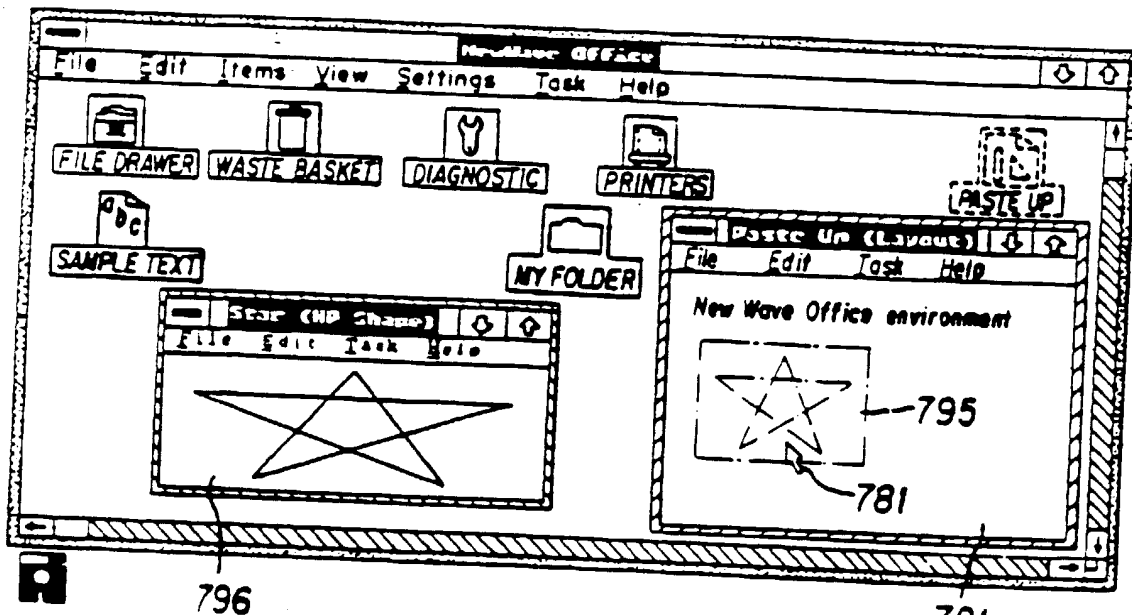 NewWave Office
File Edit Items View Settings Task Help
FILE DRAWER WASTE BASKET DIAGNOSTIC PRINTERS PASTE UP
abc
SAMPLE TEXT MY FOLDER
Paste Up (Layout)
File Edit Task Help
New Wave Office environment
Star (HP Shape)
File Edit Task Help
795
781
796